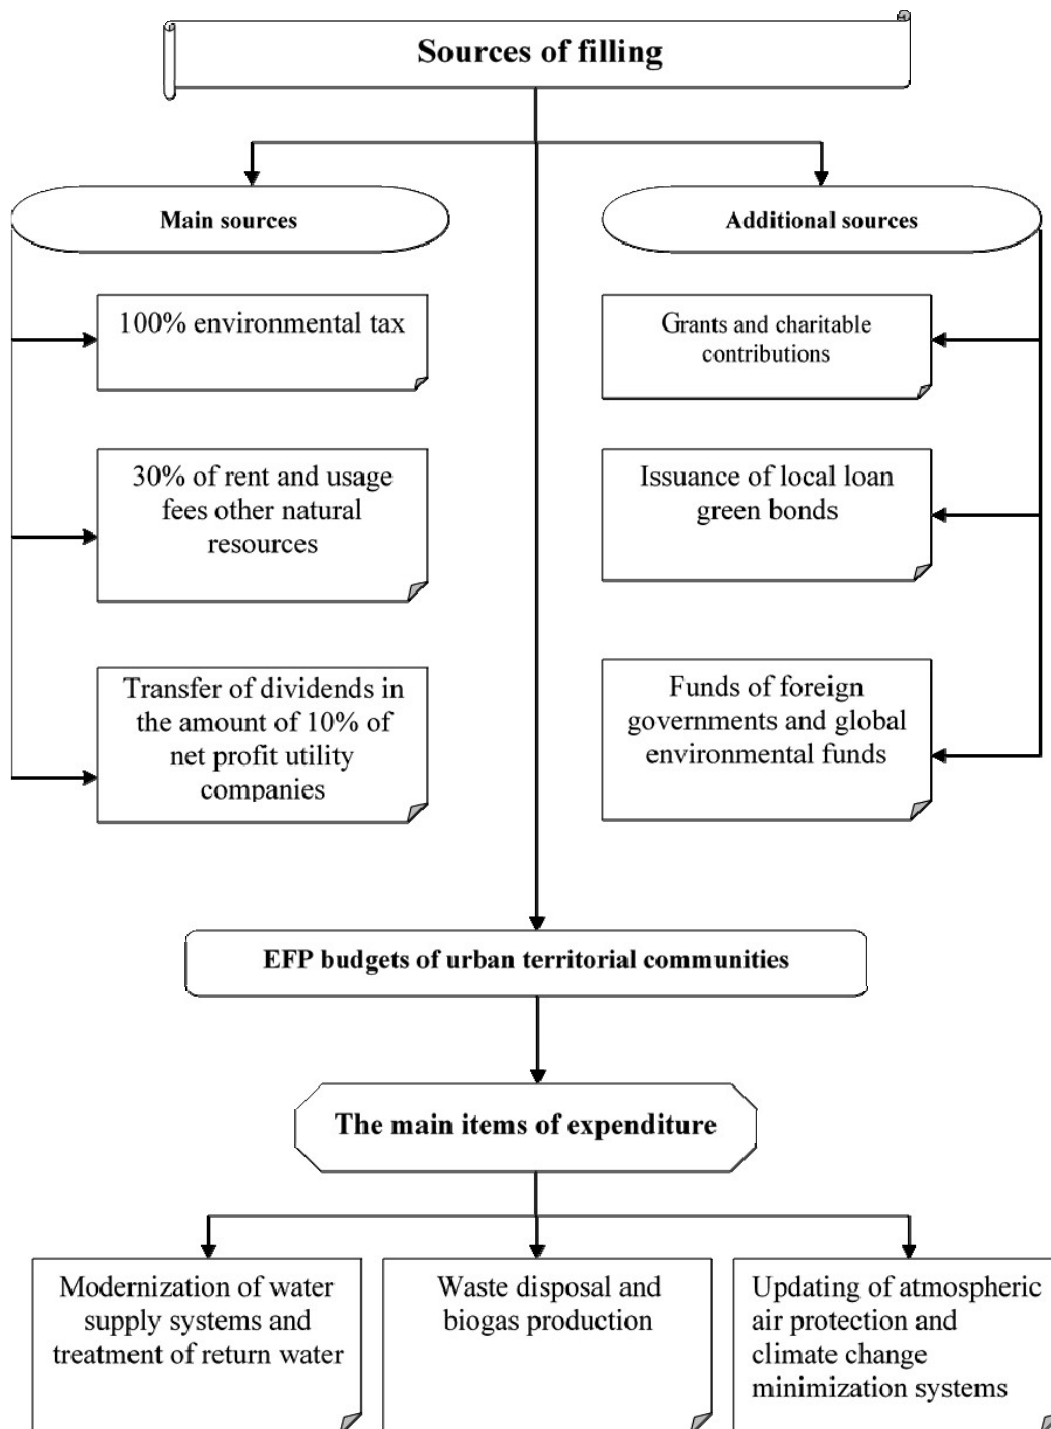 Sources of filling
Main sources
100% environmental tax
30% of rent and usage
fees other natural
resources
Transfer of dividends in
the amount of 10% of
net profit utility
companies
Additional sources
Grants and charitable
contributions
Issuance of local loan
green bonds
Funds of foreign
governments and global
environmental funds
EFP budgets of urban territorial communities
The main items of expenditure
Modernization of water
supply systems and
treatment of return water
Waste disposal and
biogas production
Updating of atmospheric
air protection and
climate change
minimization systems